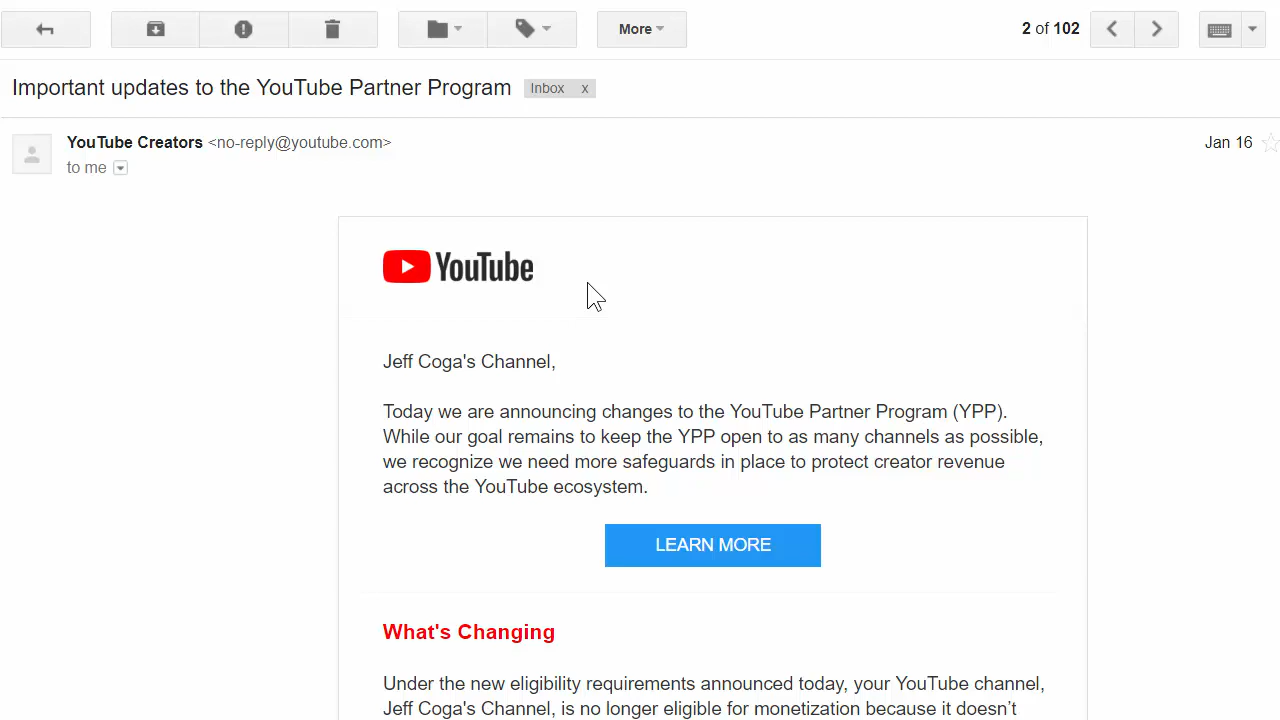 More
2 of 102
Important updates to the YouTube Partner Program
Inbox x
YouTube Creators <no-reply@youtube.com>
Jan 16
to me
YouTube
Jeff Coga's Channel,
Today we are announcing changes to the YouTube Partner Program (YPP).
While our goal remains to keep the YPP open to as many channels as possible,
we recognize we need more safeguards in place to protect creator revenue
across the YouTube ecosystem.
LEARN MORE
What's Changing
Under the new eligibility requirements announced today, your YouTube channel,
Jeff Coga's Channel, is no longer eligible for monetization because it doesn’t